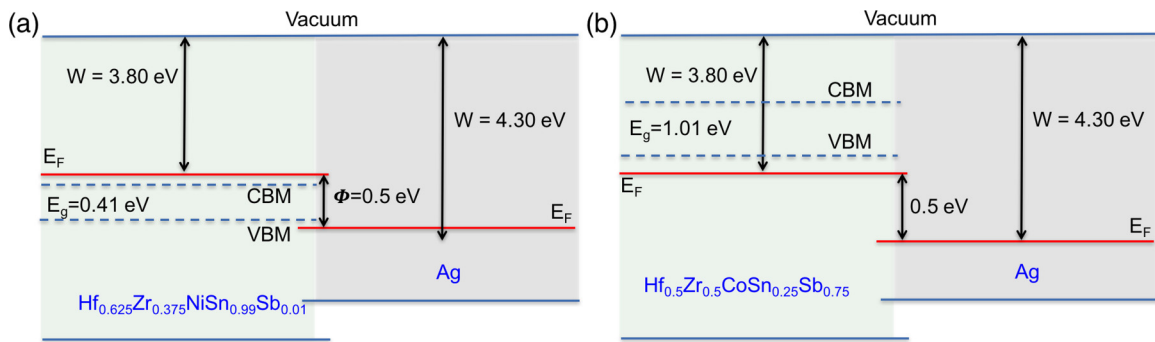 (a)
Vacuum
W = 3.80 eV
W = 4.30 eV
E_F
CBM
Φ=0.5 eV
E_g=0.41 eV
VBM
E_F
Ag
Hf_0.625Zr_0.375NiSn_0.99Sb_0.01
(b)
Vacuum
W = 3.80 eV
CBM
W = 4.30 eV
E_g=1.01 eV
VBM
E_F
0.5 eV
E_F
Ag
Hf_0.5Zr_0.5CoSn_0.25Sb_0.75